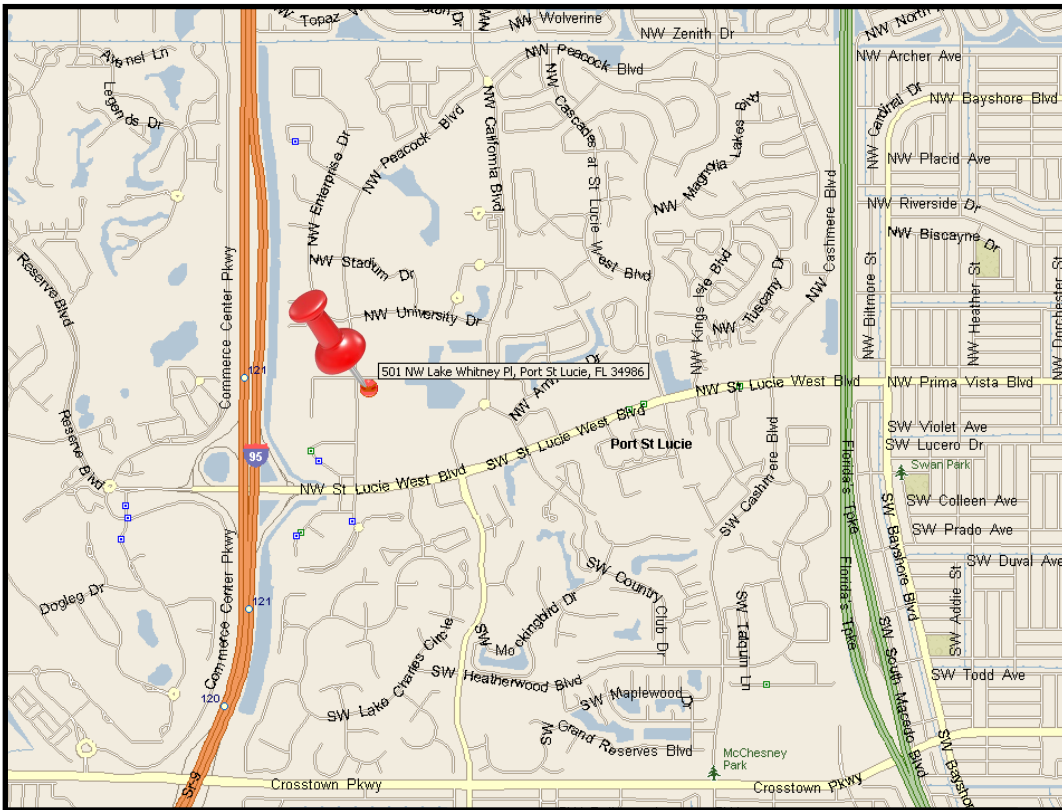 NW Topaz
NW Wolverine
NW Zenith Dr
NW Archer Ave
Avenel Ln
Legends Dr
NW Peacock Blvd
NW Peacock Blvd
NW Cardinal Dr
NW Bayshore Blvd
NW Enterprise Dr
NW California Blvd
NW Cascades at St Lucie West Blvd
NW Magnolia Lakes Blvd
NW Cashmere Blvd
NW Placid Ave
NW Riverside Dr
NW Biscayne Dr
Reserve Blvd
Commerce Center Pkwy
NW Stadium Dr
NW University Dr
NW Kings Isle Blvd
NW Tuscany Dr
NW Biltmore St
NW Heather St
NW Dorchester St
121
501 NW Lake Whitney Pl, Port St Lucie, FL 34986
NW St Lucie West Blvd
NW Prima Vista Blvd
Reserve Blvd
95
SW St Lucie West Blvd
Port St Lucie
NW St Lucie West Blvd
SW Cashmere Blvd
Florida's Tpke
SW Violet Ave
SW Lucero Dr
Swan Park
SW Colleen Ave
SW Prado Ave
SW Duval Ave
SW Bayshore Blvd
Commerce Center Pkwy
Dogleg Dr
121
SW Country Club Dr
SW Mockingbird Dr
SW Tabum Ln
Florida's Tpke
SW Addie St
SW Lake Charles Circle
SW Heatherwood Blvd
SW Maplewood Dr
SW Grand Reserves Blvd
SW South Macedo Blvd
SW Todd Ave
120
McChesney
Park
Sr-9
Crosstown Pkwy
Crosstown Pkwy